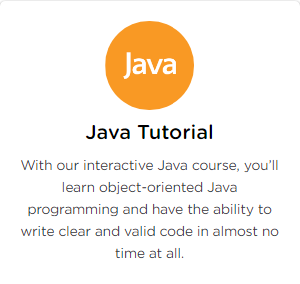 Java
Java Tutorial
With our interactive Java course, you'll
learn object-oriented Java
programming and have the ability to
write clear and valid code in almost no
time at all.